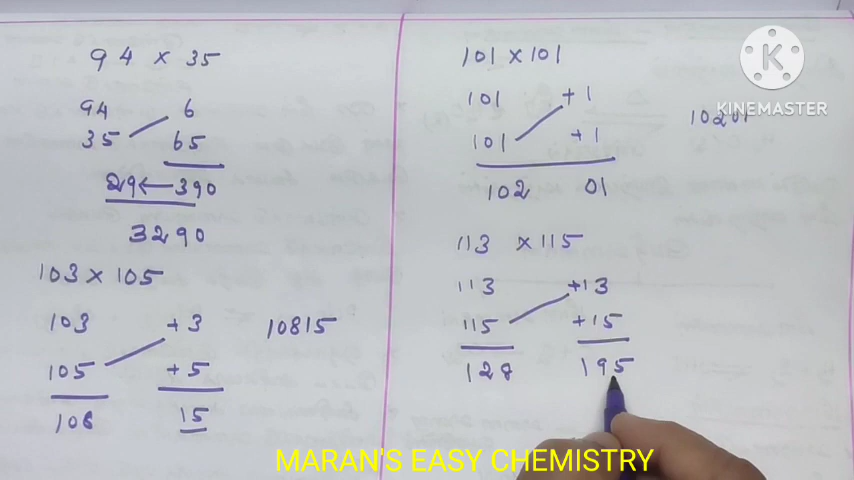 94 x 35
94 6
35 65
29 ← 390
3290
103 x 105
103 +3 10815
105 +5
108 15
101 x 101
101 +1
101 +1 10201
102 01
113 x 115
113 +13
115 +15
128 195
KINEMASTER
MARAN'S EASY CHEMISTRY